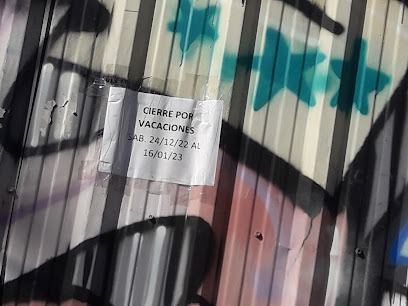 CIERRE POR
VACACIONES
SAB. 24/12/22 AL
16/01/23